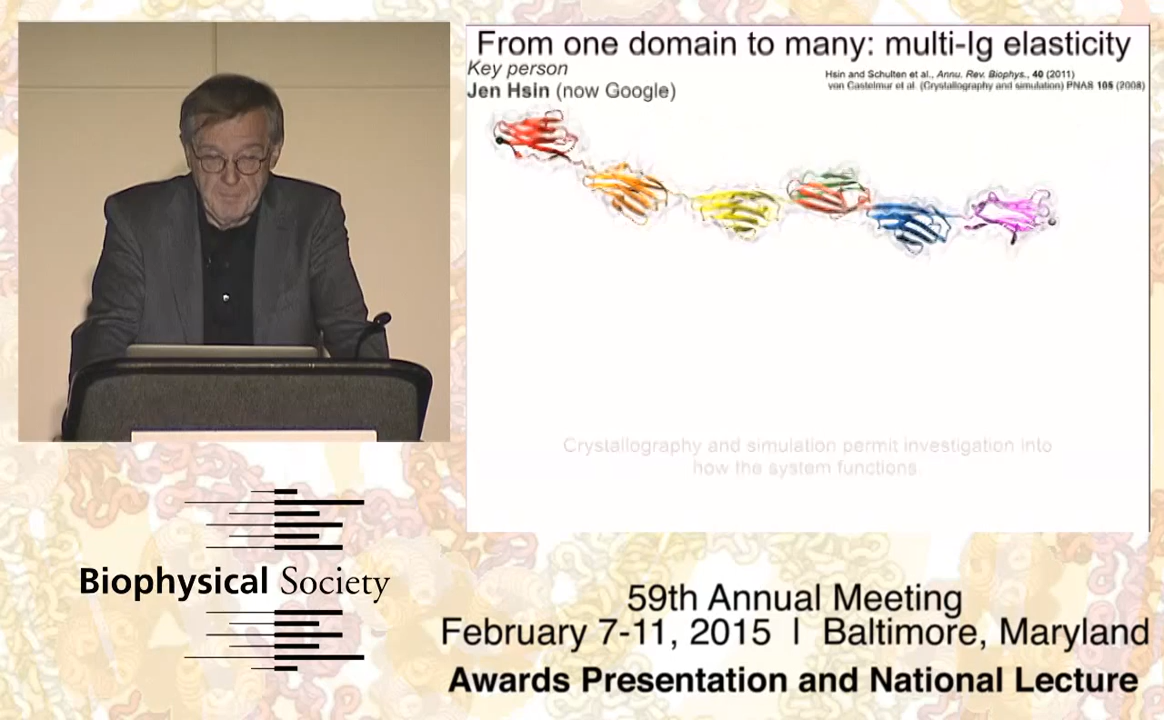 From one domain to many: multi-Ig elasticity
Key person
Jen Hsin (now Google)
Hsin and Schulten et al., Annu. Rev. Biophys., 40 (2011)
von Castelmur et al. (Crystallography and simulation) PNAS 105 (2008)
Crystallography and simulation permit investigation into
how the system functions.
Biophysical Society
59th Annual Meeting
February 7-11, 2015 | Baltimore, Maryland
Awards Presentation and National Lecture